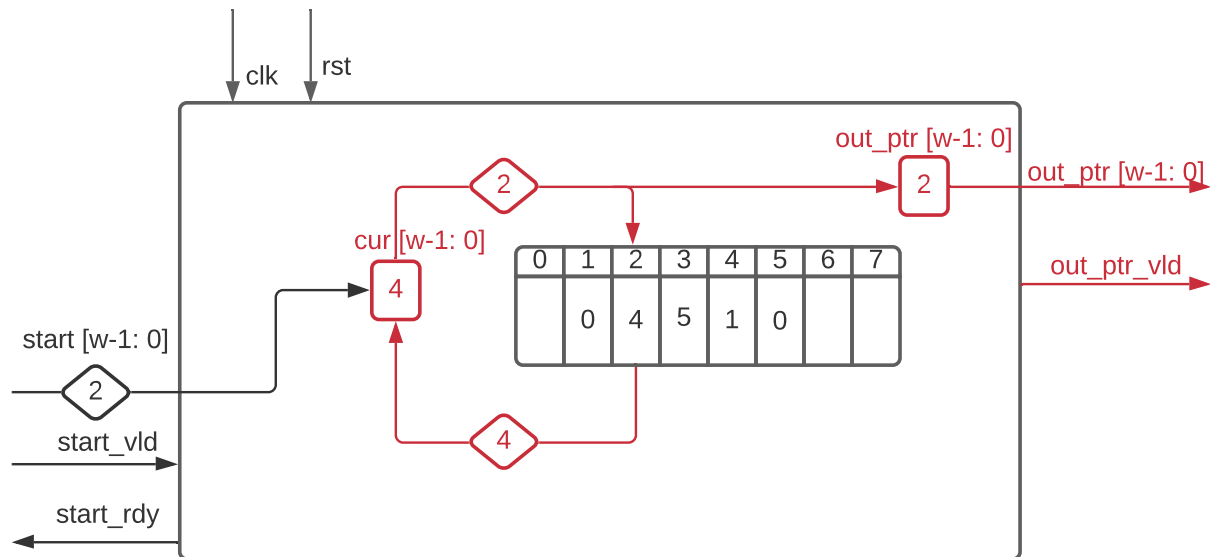 clk
rst
out_ptr [w-1: 0]
out_ptr [w-1: 0]
2
2
cur [w-1: 0]
4
0 1 2 3 4 5 6 7
0 4 5 1 0
out_ptr_vld
start [w-1: 0]
2
start_vld
4
start_rdy